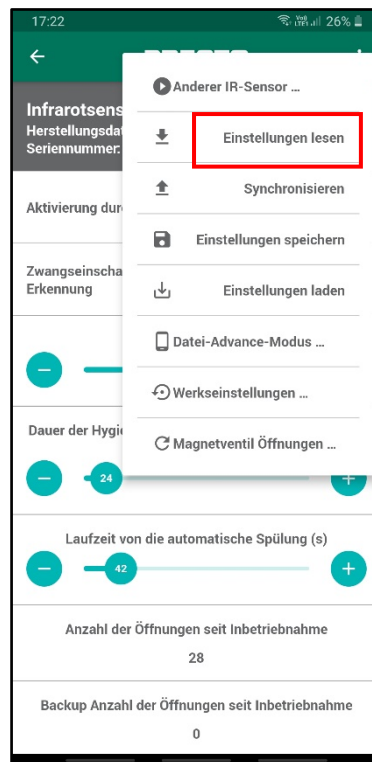 17:22
26%
Anderer IR-Sensor ...
Infrarotsens
Herstellungsdat
Seriennummer:
Einstellungen lesen
Synchronisieren
Aktivierung dur
Einstellungen speichern
Zwangseinscha
Erkennung
Einstellungen laden
Datei-Advance-Modus ...
Werkseinstellungen ...
Dauer der Hygie
Magnetventil Öffnungen ...
24
Laufzeit von die automatische Spülung (s)
42
Anzahl der Öffnungen seit Inbetriebnahme
28
Backup Anzahl der Öffnungen seit Inbetriebnahme
0